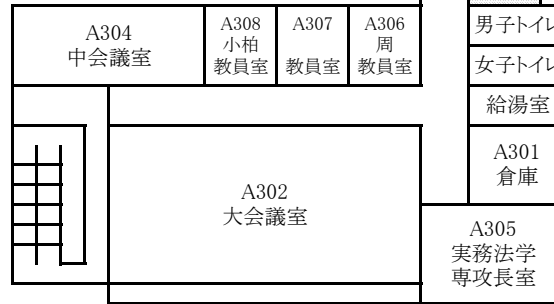 A304
中会議室
A308
小柏
教員室
A307
教員室
A306
周
教員室
男子トイレ
女子トイレ
給湯室
A301
倉庫
A302
大会議室
A305
実務法学
専攻長室